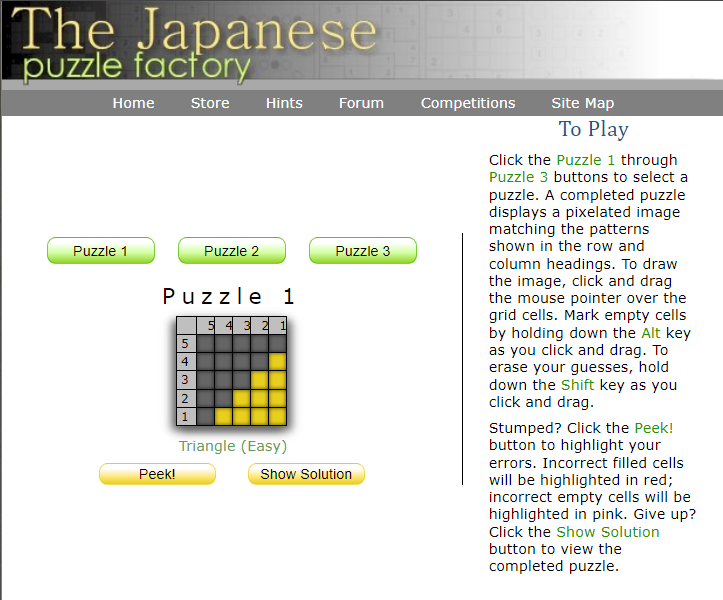 The Japanese
puzzle factory
Home Store Hints Forum Competitions Site Map
Puzzle 1 Puzzle 2 Puzzle 3
Puzzle 1
5 4 3 2 1
5
4
3
2
1
Triangle (Easy)
Peek! Show Solution
To Play
Click the Puzzle 1 through
Puzzle 3 buttons to select a
puzzle. A completed puzzle
displays a pixelated image
matching the patterns
shown in the row and
column headings. To draw
the image, click and drag
the mouse pointer over the
grid cells. Mark empty cells
by holding down the Alt key
as you click and drag. To
erase your guesses, hold
down the Shift key as you
click and drag.
Stumped? Click the Peek!
button to highlight your
errors. Incorrect filled cells
will be highlighted in red;
incorrect empty cells will be
highlighted in pink. Give up?
Click the Show Solution
button to view the
completed puzzle.